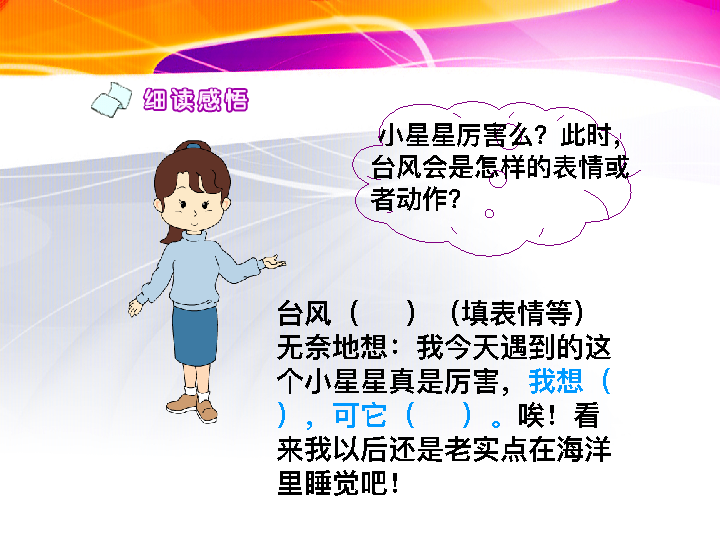 细读感悟
小星星厉害么？此时，
台风会是怎样的表情或
者动作？
台风（　　）（填表情等）
无奈地想：我今天遇到的这
个小星星真是厉害，我想（
），可它（　　）。唉！看
来我以后还是老实点在海洋
里睡觉吧！